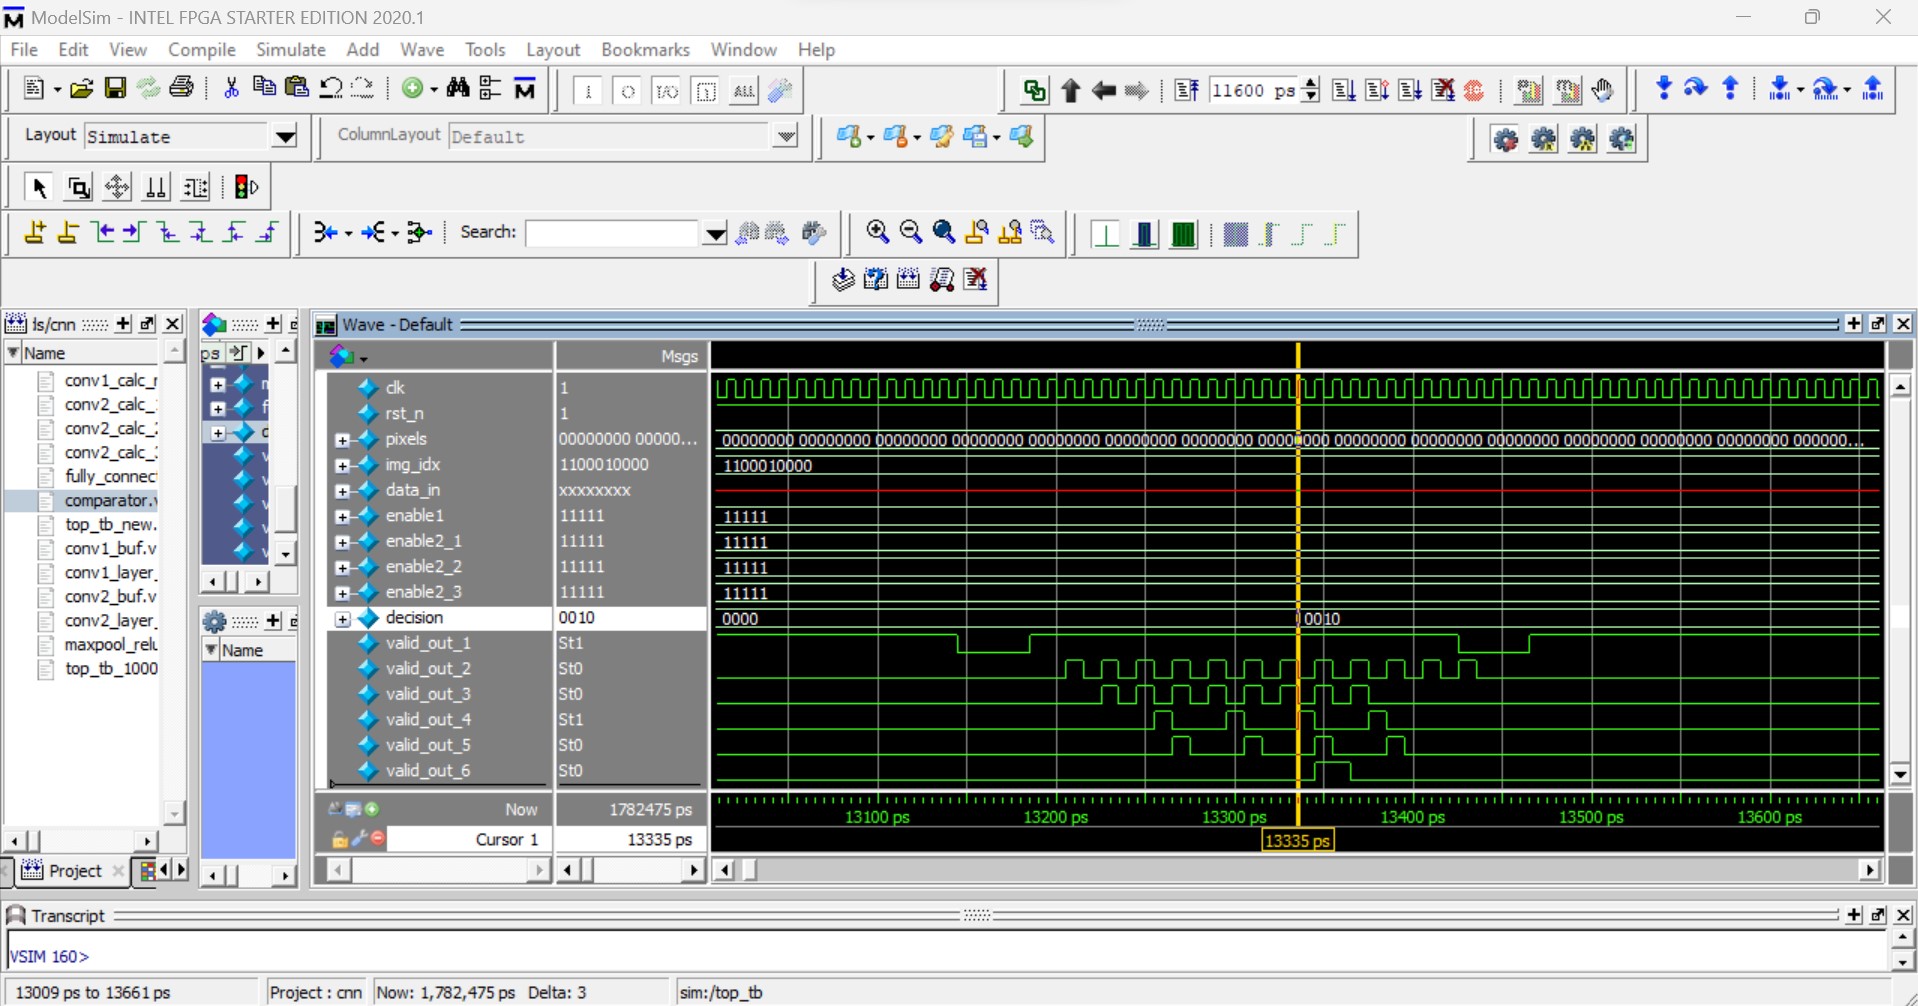 ModelSim - INTEL FPGA STARTER EDITION 2020.1
File Edit View Compile Simulate Add Wave Tools Layout Bookmarks Window Help
11600 ps
Layout Simulate ColumnLayout Default
Search:
ls/cnn
Wave - Default
Name
ps
Msgs
conv1_calc_
conv2_calc_
conv2_calc_
conv2_calc_
fully_connec
comparator.v
top_tb_new.
conv1_buf.v
conv1_layer_
conv2_buf.v
conv2_layer_
maxpool_relu
top_tb_1000
Name
clk 1
rst_n 1
pixels 00000000 00000... 00000000 00000000 00000000 00000000 00000000 00000000 00000000 00000000 00000000 00000000 00000000 00000000 00000000 00000000 000000...
img_idx 1100010000 1100010000
data_in xxxxxxxx
enable1 11111 11111
enable2_1 11111 11111
enable2_2 11111 11111
enable2_3 11111 11111
decision 0010 0000 0010
valid_out_1 St1
valid_out_2 St0
valid_out_3 St0
valid_out_4 St1
valid_out_5 St0
valid_out_6 St0
Now 1782475 ps
13100 ps 13200 ps 13300 ps 13400 ps 13500 ps 13600 ps
Cursor 1 13335 ps 13335 ps
Project
Transcript
VSIM 160>
13009 ps to 13661 ps Project : cnn Now: 1,782,475 ps Delta: 3 sim:/top_tb